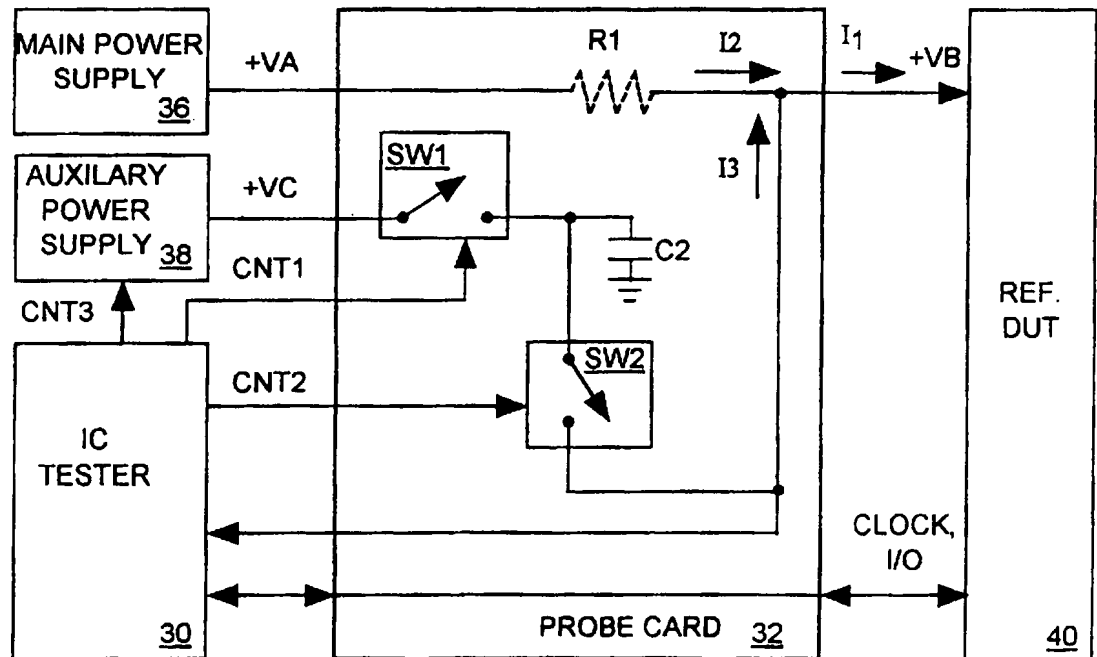 MAIN POWER
SUPPLY
36
+VA
R1
I2
I1
+VB
AUXILARY
POWER
SUPPLY
38
+VC
SW1
I3
C2
CNT1
CNT3
REF.
DUT
SW2
CNT2
IC
TESTER
CLOCK,
I/O
30
PROBE CARD
32
40